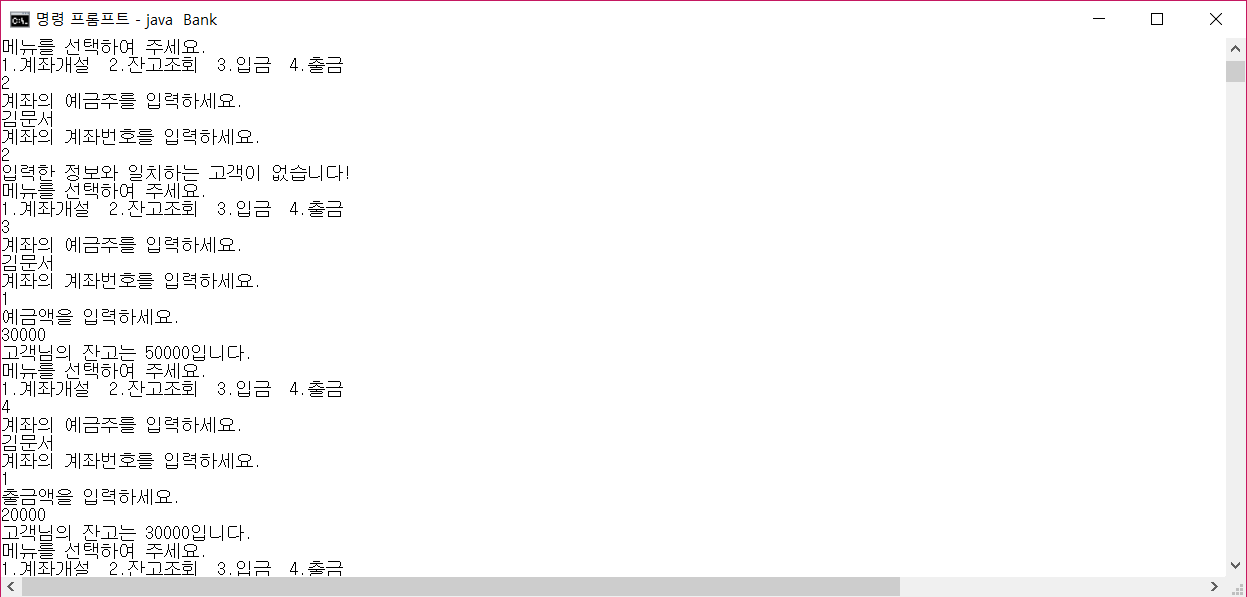 명령 프롬프트 - java  Bank
메뉴를 선택하여 주세요.
1.계좌개설  2.잔고조회  3.입금  4.출금
2
계좌의 예금주를 입력하세요.
김문서
계좌의 계좌번호를 입력하세요.
2
입력한 정보와 일치하는 고객이 없습니다!
메뉴를 선택하여 주세요.
1.계좌개설  2.잔고조회  3.입금  4.출금
3
계좌의 예금주를 입력하세요.
김문서
계좌의 계좌번호를 입력하세요.
1
예금액을 입력하세요.
30000
고객님의 잔고는 50000입니다.
메뉴를 선택하여 주세요.
1.계좌개설  2.잔고조회  3.입금  4.출금
4
계좌의 예금주를 입력하세요.
김문서
계좌의 계좌번호를 입력하세요.
1
출금액을 입력하세요.
20000
고객님의 잔고는 30000입니다.
메뉴를 선택하여 주세요.
1.계좌개설  2.잔고조회  3.입금  4.출금